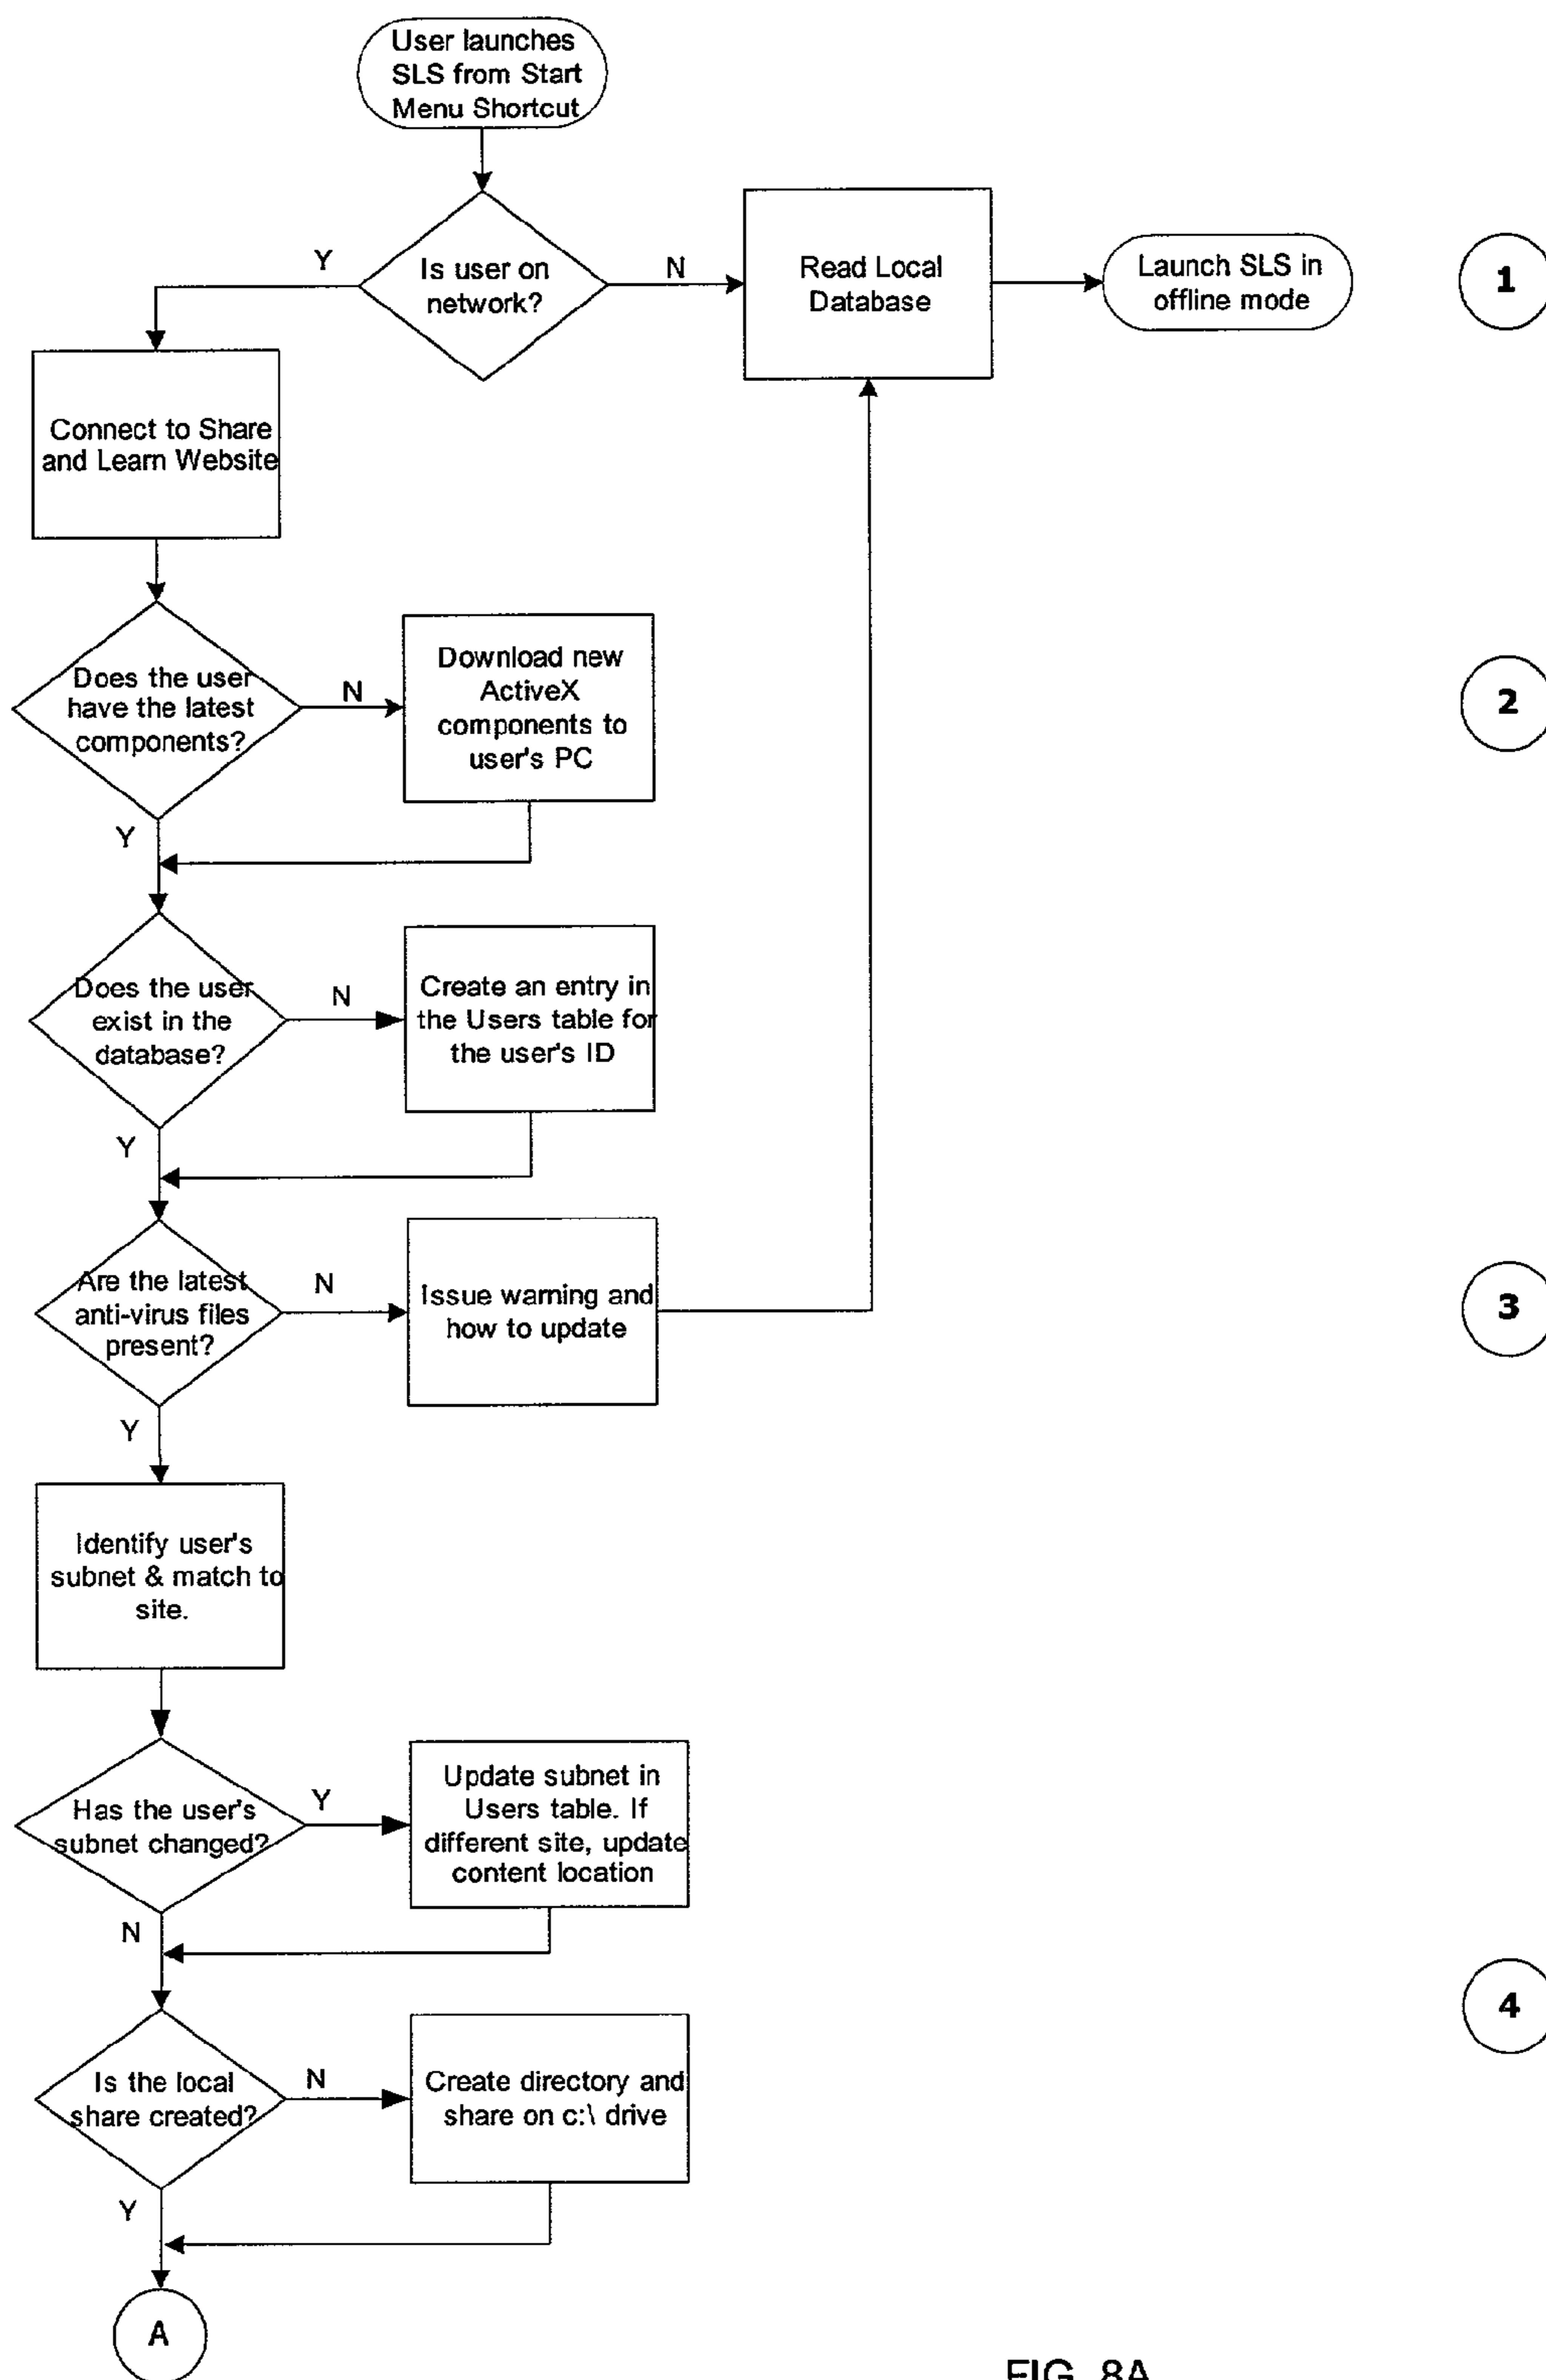 User launches
SLS from Start
Menu Shortcut
Y
Is user on
network?
N
Read Local
Database
Launch SLS in
offline mode
1
Connect to Share
and Learn Website
Does the user
have the latest
components?
N
Download new
ActiveX
components to
user's PC
2
Y
Does the user
exist in the
database?
N
Create an entry in
the Users table for
the user's ID
Y
Are the latest
anti-virus files
present?
N
Issue warning and
how to update
3
Y
Identify user's
subnet & match to
site.
Has the user's
subnet changed?
Y
Update subnet in
Users table. If
different site, update
content location
N
4
Is the local
share created?
N
Create directory and
share on c:\ drive
Y
A
FIG. 8A